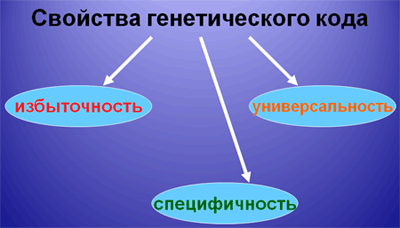 Свойства генетического кода
избыточность
универсальность
специфичность